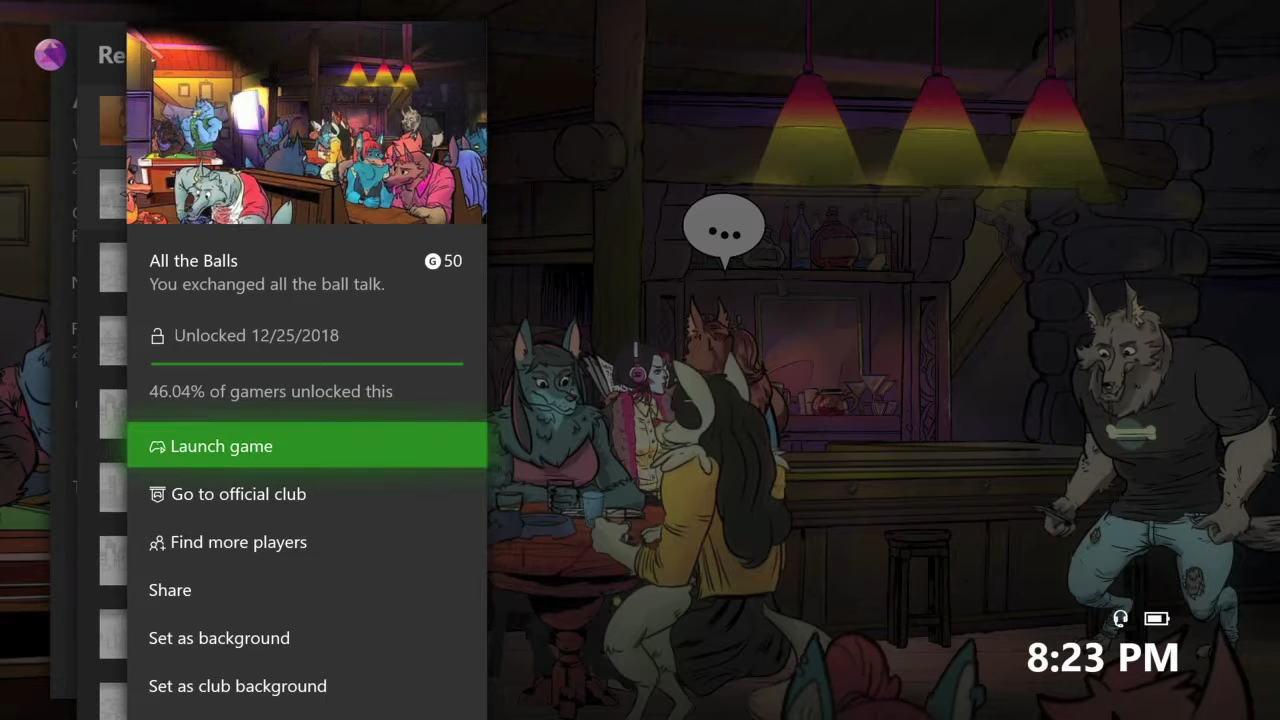 Re
All the Balls
G 50
You exchanged all the ball talk.
Unlocked 12/25/2018
46.04% of gamers unlocked this
Launch game
Go to official club
Find more players
Share
Set as background
Set as club background
...
8:23 PM